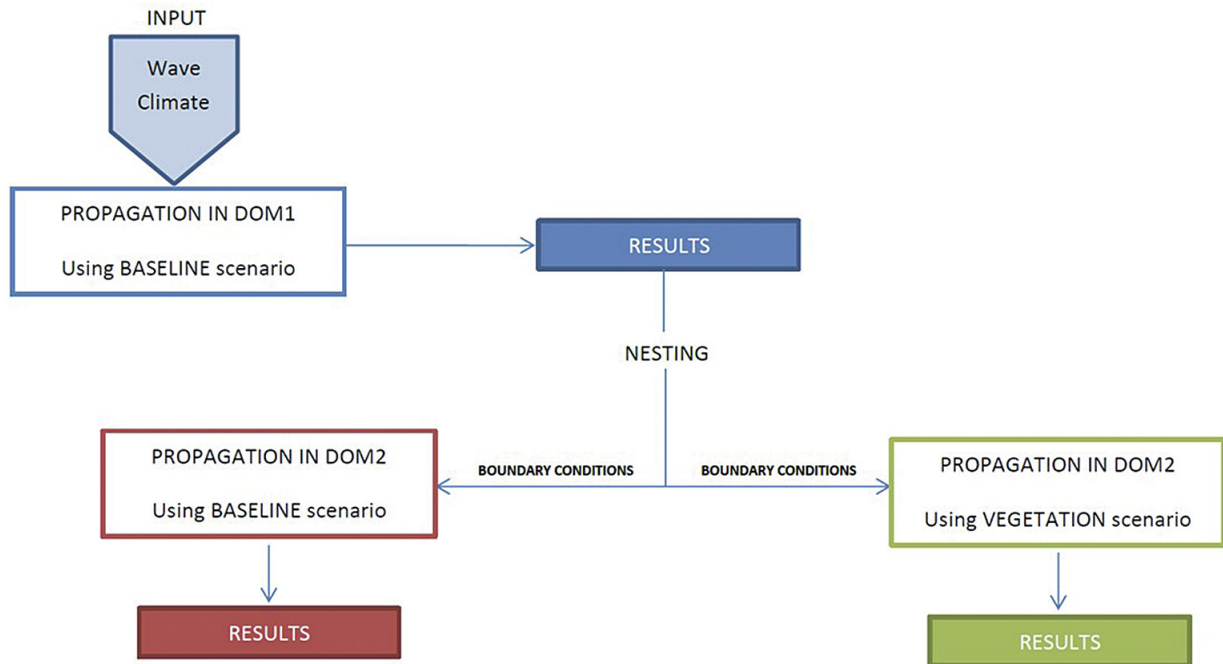 INPUT
Wave
Climate
PROPAGATION IN DOM1
Using BASELINE scenario
RESULTS
NESTING
PROPAGATION IN DOM2
Using BASELINE scenario
BOUNDARY CONDITIONS
BOUNDARY CONDITIONS
PROPAGATION IN DOM2
Using VEGETATION scenario
RESULTS
RESULTS